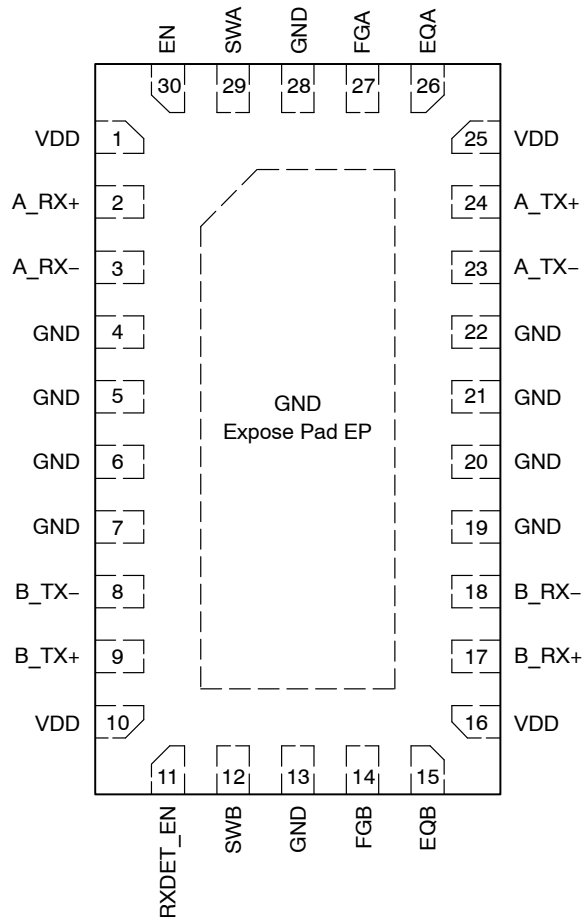 EN SWA GND FGA EQA
30 29 28 27 26
VDD 1 25 VDD
A_RX+ 2 24 A_TX+
A_RX− 3 23 A_TX−
GND 4 22 GND
GND 5 21 GND
GND
Expose Pad EP
GND 6 20 GND
GND 7 19 GND
B_TX− 8 18 B_RX−
B_TX+ 9 17 B_RX+
VDD 10 16 VDD
11 12 13 14 15
RXDET_EN SWB GND FGB EQB